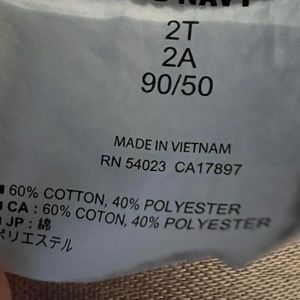 NAVY
2T
2A
90/50
MADE IN VIETNAM
RN 54023 CA17897
60% COTTON, 40% POLYESTER
CA : 60% COTON, 40% POLYESTER
JP : 綿
ポリエステル